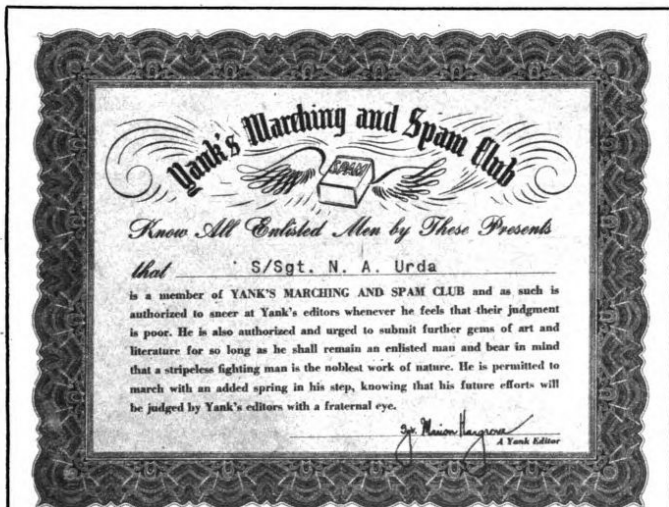 Yank's Marching and Spam Club
SPAM
Know All Enlisted Men by These Presents
that S/Sgt. N. A. Urda
is a member of YANK'S MARCHING AND SPAM CLUB and as such is
authorized to sneer at Yank's editors whenever he feels that their judgment
is poor. He is also authorized and urged to submit further gems of art and
literature for so long as he shall remain an enlisted man and bear in mind
that a stripeless fighting man is the noblest work of nature. He is permitted to
march with an added spring in his step, knowing that his future efforts will
be judged by Yank's editors with a fraternal eye.
Sgt. Marion Hargrove
A Yank Editor